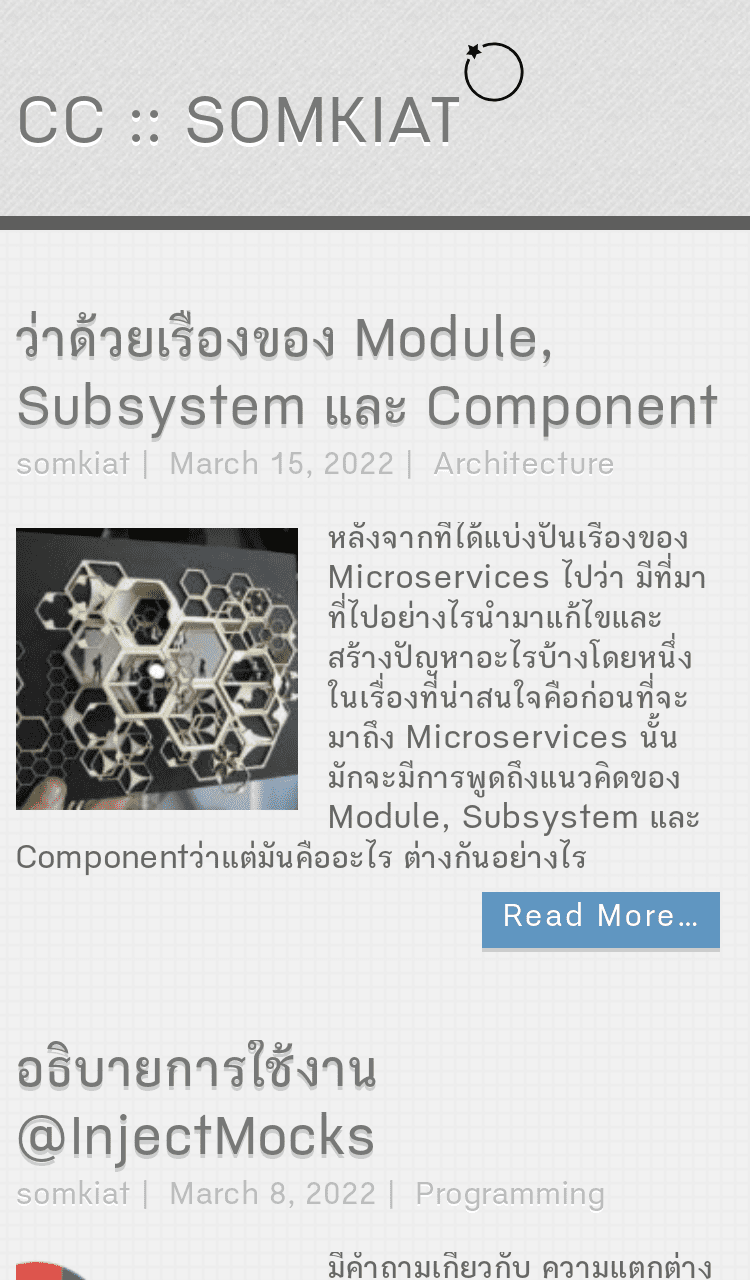 CC :: SOMKIAT
ว่าด้วยเรื่องของ Module,
Subsystem และ Component
somkiat | March 15, 2022 | Architecture
หลังจากที่ได้แบ่งปันเรื่องของ
Microservices ไปว่า มีที่มา
ที่ไปอย่างไรนำมาแก้ไขและ
สร้างปัญหาอะไรบ้างโดยหนึ่ง
ในเรื่องที่น่าสนใจคือก่อนที่จะ
มาถึง Microservices นั้น
มักจะมีการพูดถึงแนวคิดของ
Module, Subsystem และ
Componentว่าแต่มันคืออะไร ต่างกันอย่างไร
Read More…
อธิบายการใช้งาน
@InjectMocks
somkiat | March 8, 2022 | Programming
มีคำถามเกี่ยวกับ ความแตกต่าง